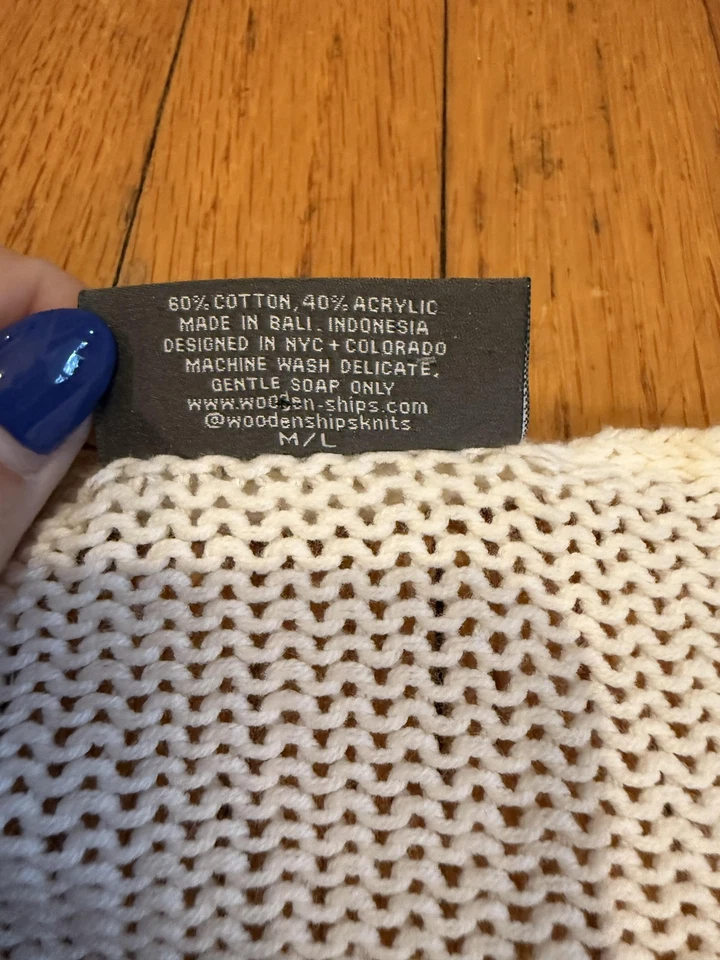 60% COTTON, 40% ACRYLIC
MADE IN BALI. INDONESIA
DESIGNED IN NYC + COLORADO
MACHINE WASH DELICATE,
GENTLE SOAP ONLY
www.wooden-ships.com
@woodenshipsknits
M/L